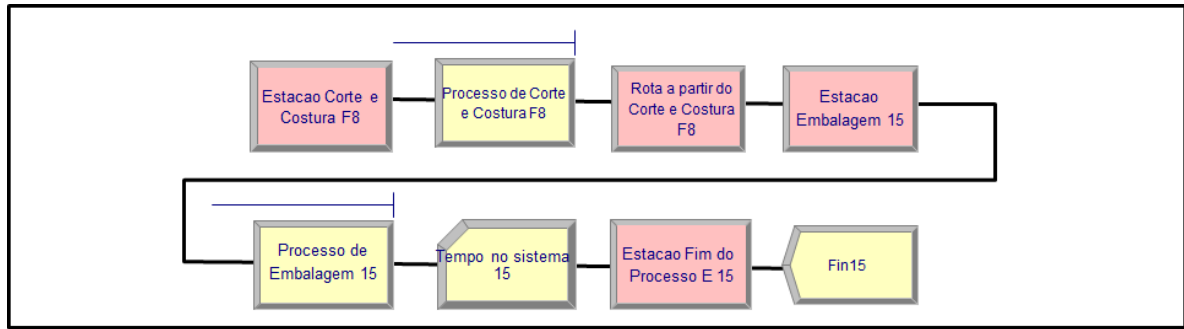 Estacao Corte e
Costura F8
Processo de Corte
e Costura F8
Rota a partir do
Corte e Costura
F8
Estacao
Embalagem 15
Processo de
Embalagem 15
Tempo no sistema
15
Estacao Fim do
Processo E 15
Fin15